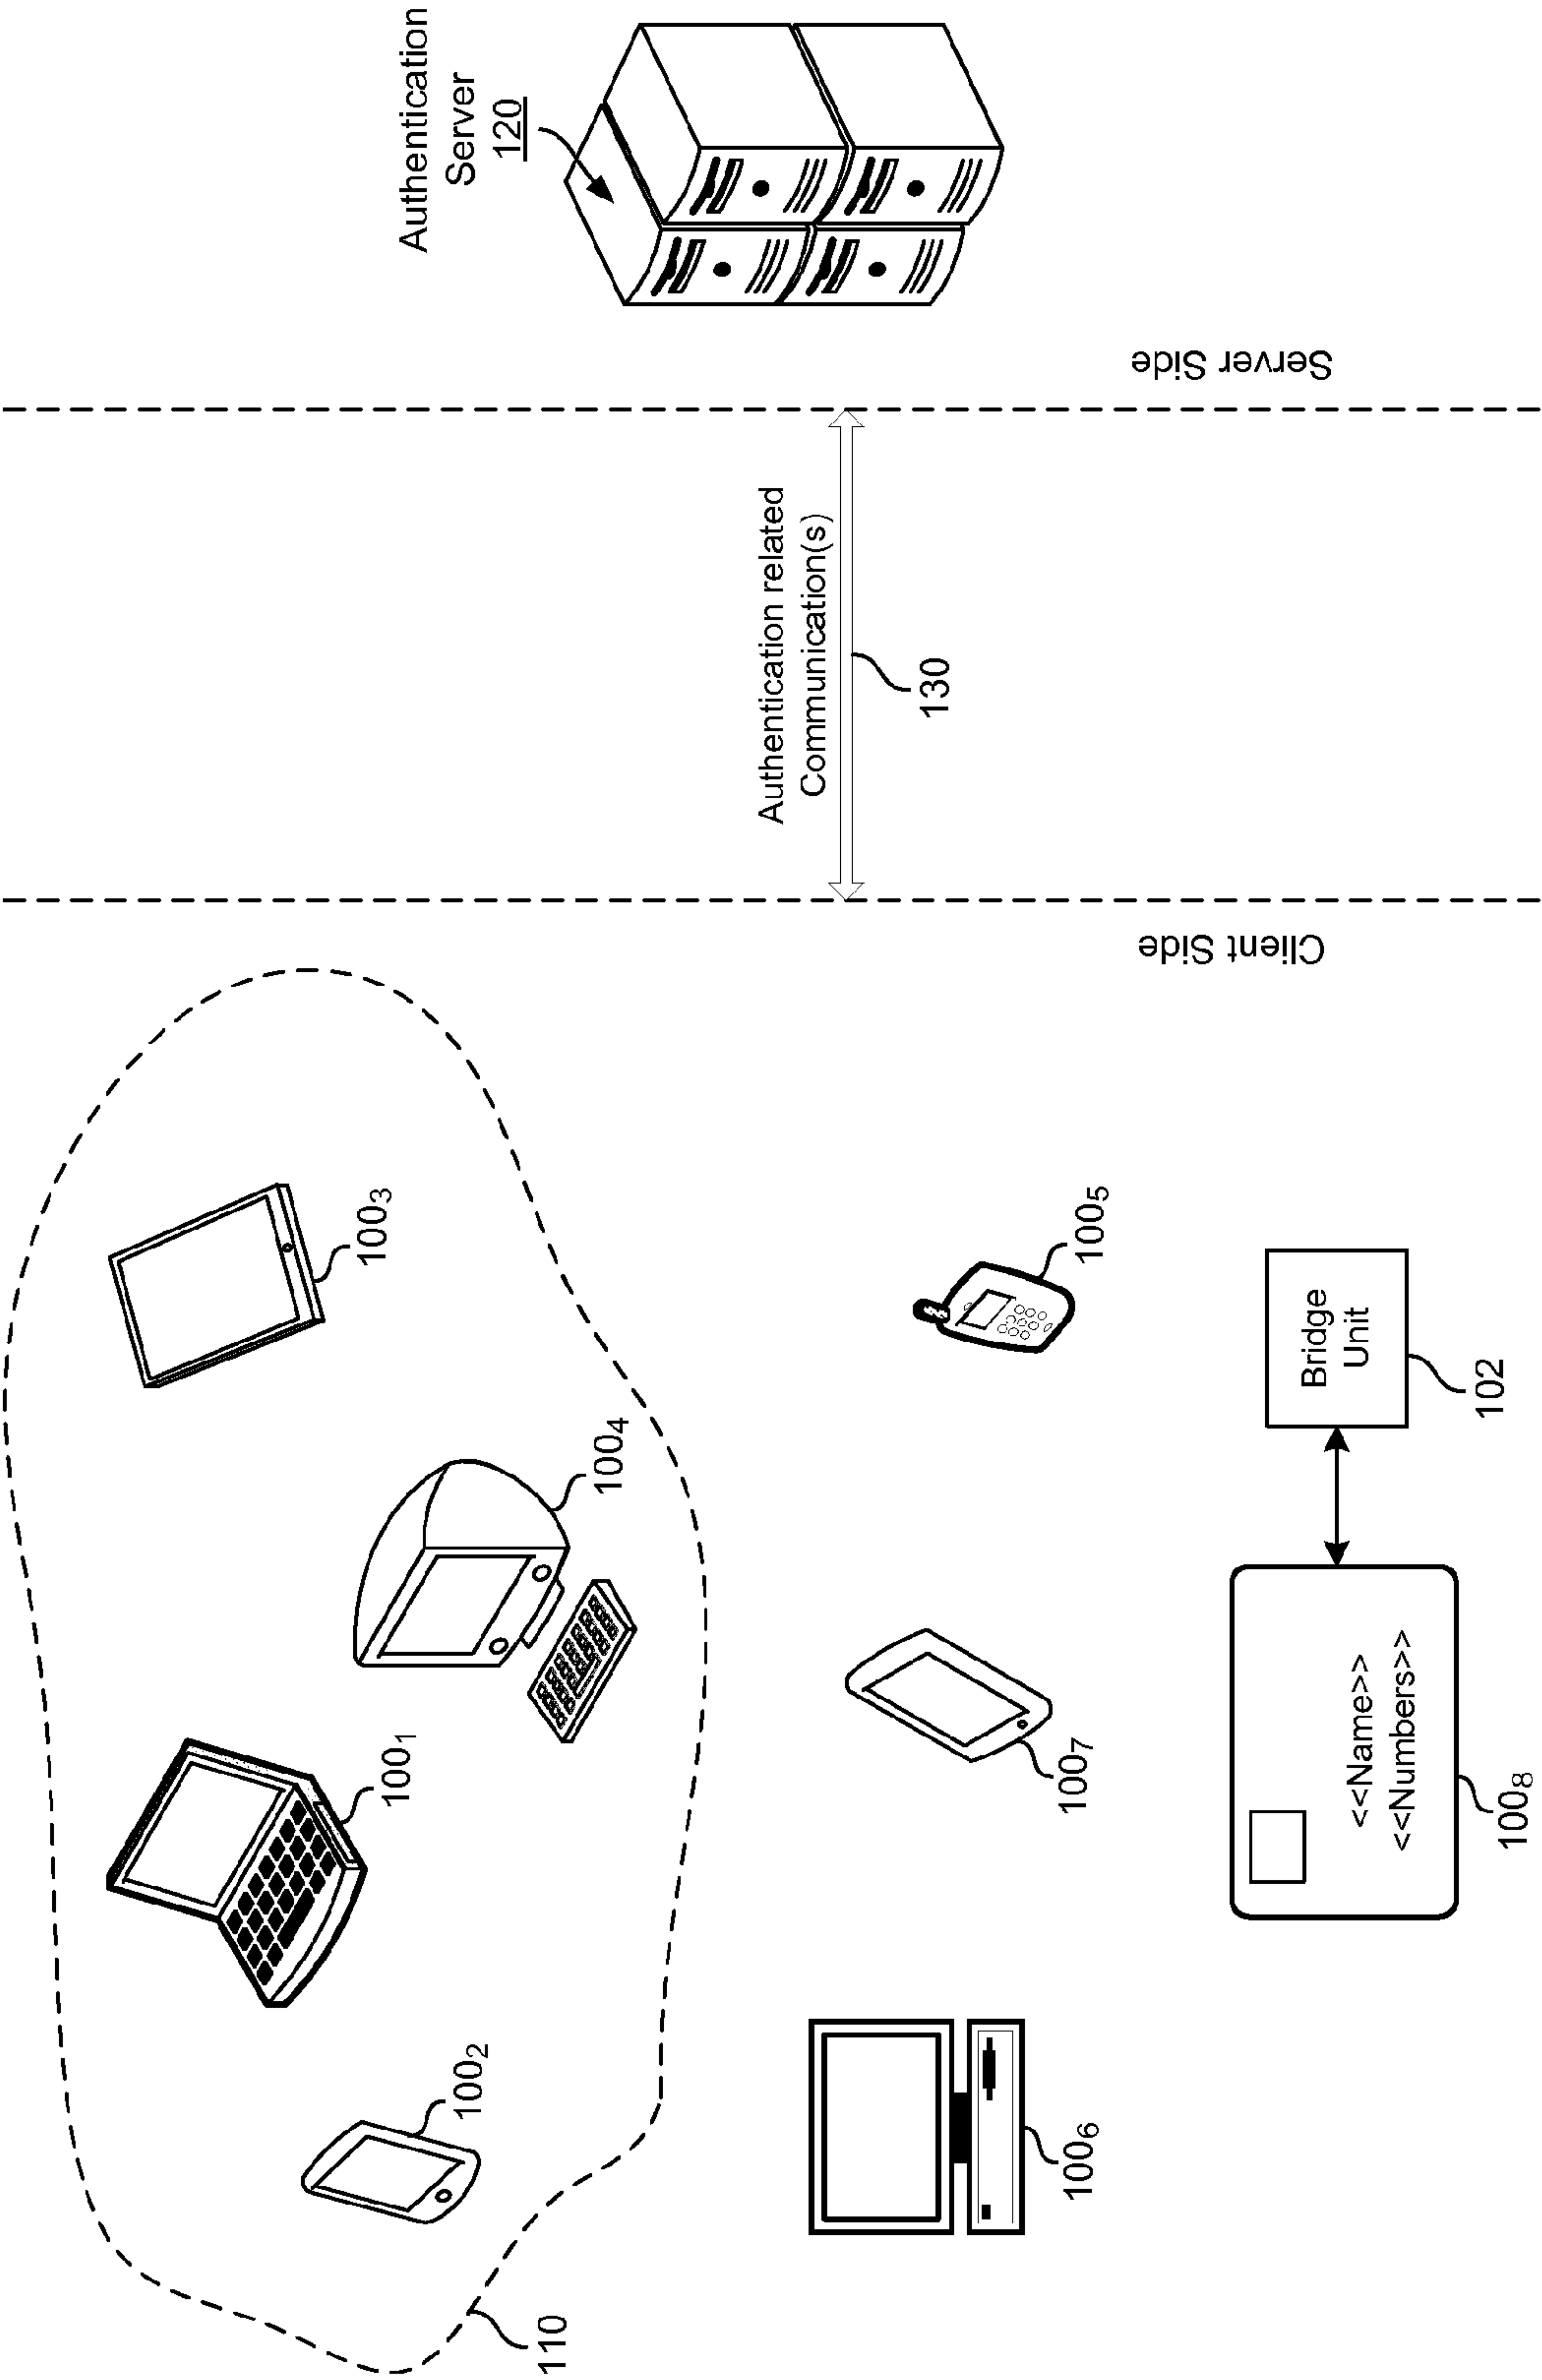 Authentication
Server
120
Server Side
Authentication related
Communication(s)
130
Client Side
100₃
100₄
100₁
100₂
110
100₅
100₇
100₆
Bridge
Unit
102
<<Name>>
<<Numbers>>
100₈